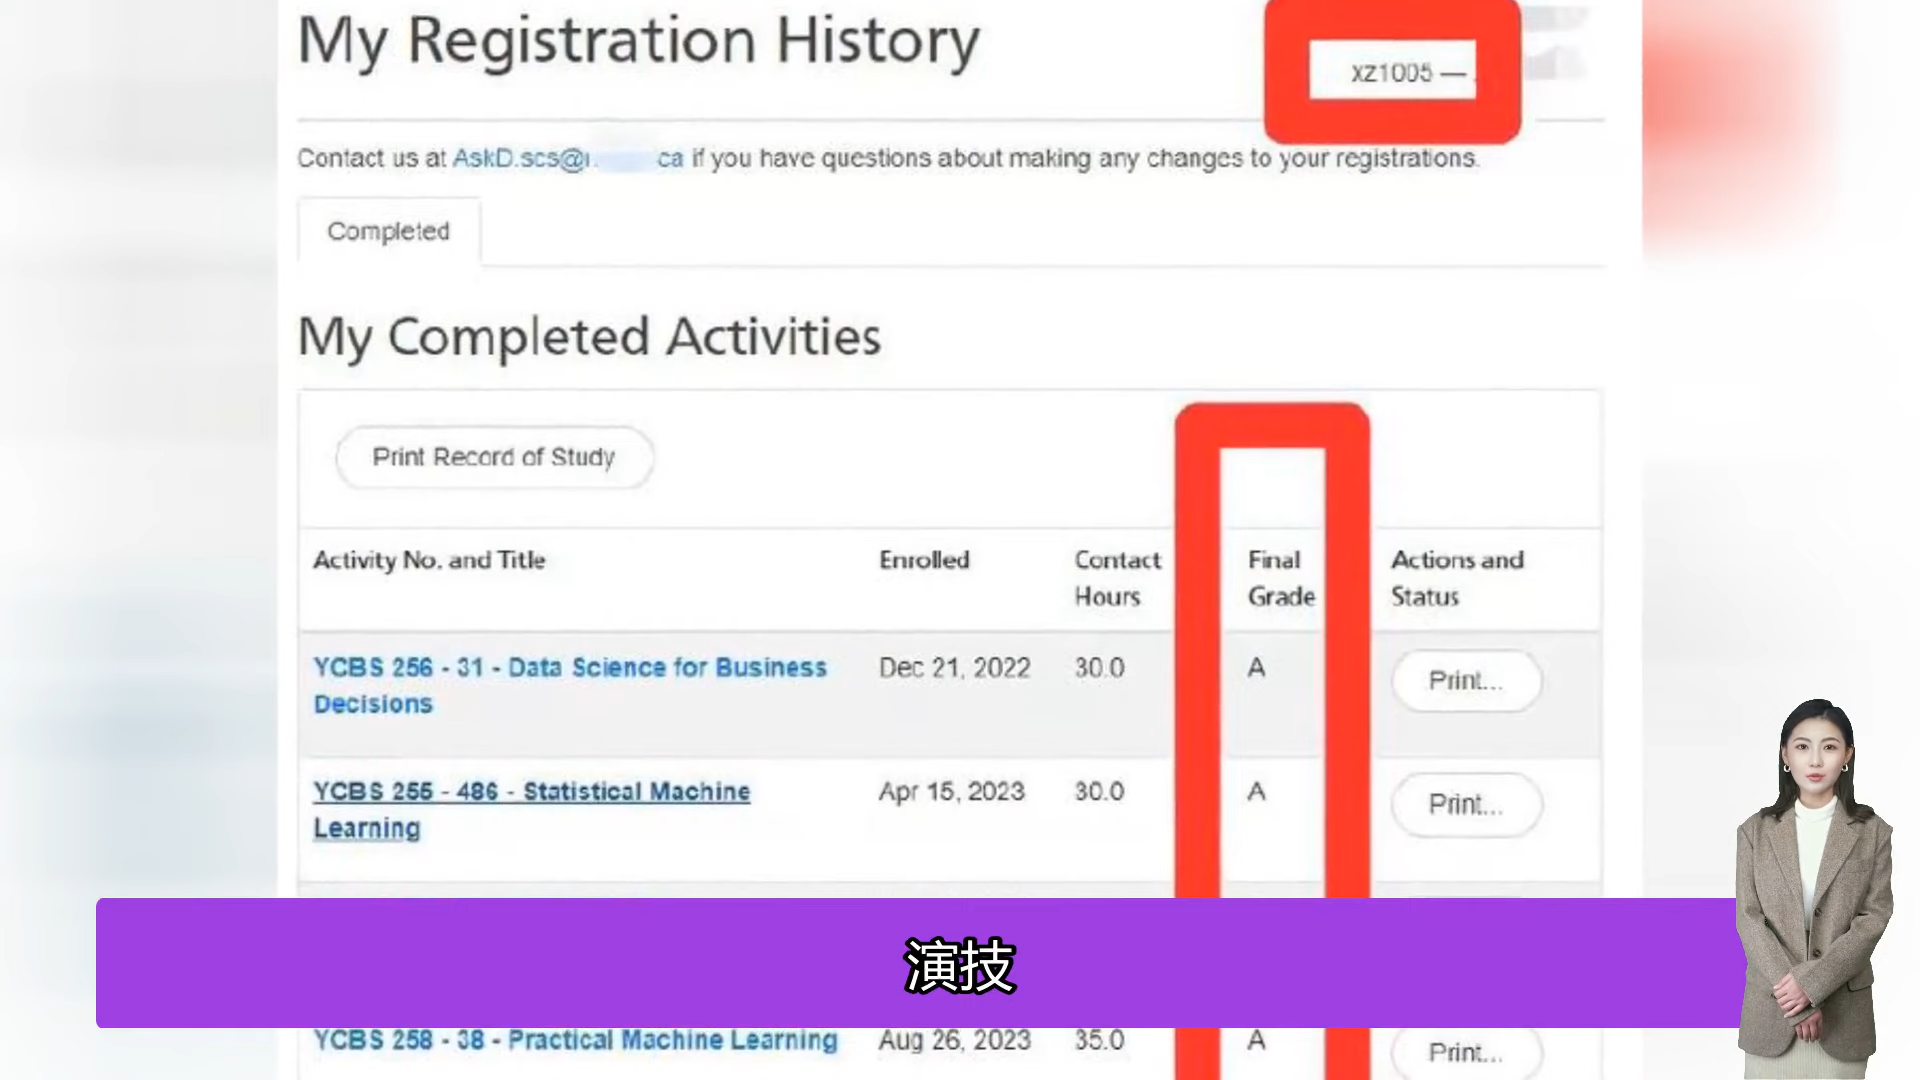 My Registration History
xz1005 —
Contact us at AskD.scs@ ca if you have questions about making any changes to your registrations.
Completed
My Completed Activities
Print Record of Study
Activity No. and Title Enrolled Contact Hours Final Grade Actions and Status
YCBS 256 - 31 - Data Science for Business Decisions Dec 21, 2022 30.0 A Print...
YCBS 255 - 486 - Statistical Machine Learning Apr 15, 2023 30.0 A Print...
演技
YCBS 258 - 38 - Practical Machine Learning Aug 26, 2023 35.0 A Print...